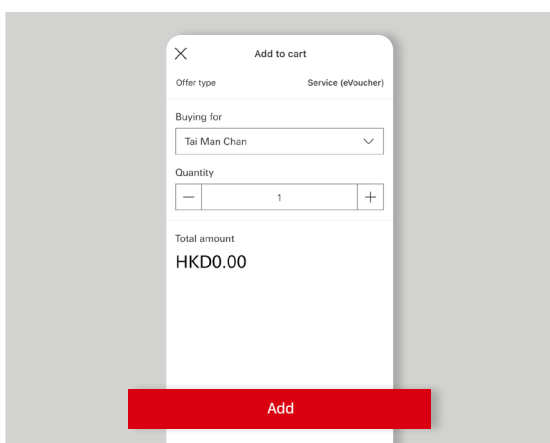 Add to cart
Offer type Service (eVoucher)
Buying for
Tai Man Chan
Quantity
1
Total amount
HKD0.00
Add